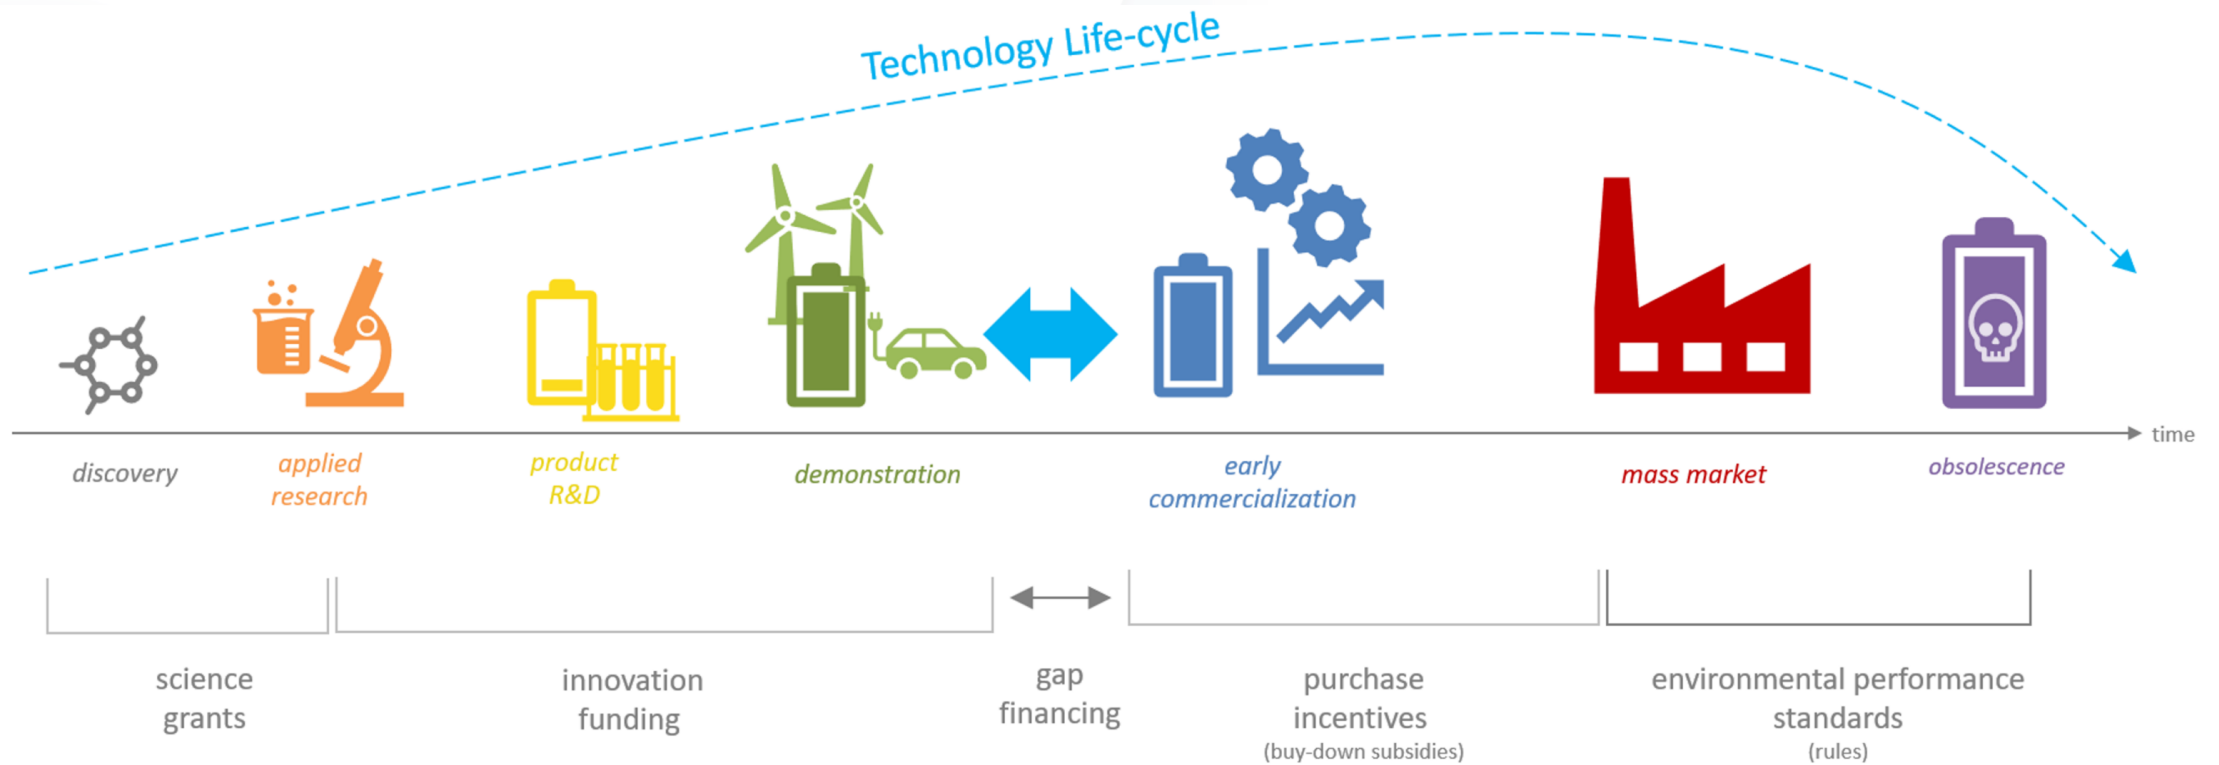 Technology Life-cycle
time
discovery
applied
research
product
R&D
demonstration
early
commercialization
mass market
obsolescence
science
grants
innovation
funding
gap
financing
purchase
incentives
(buy-down subsidies)
environmental performance
standards
(rules)